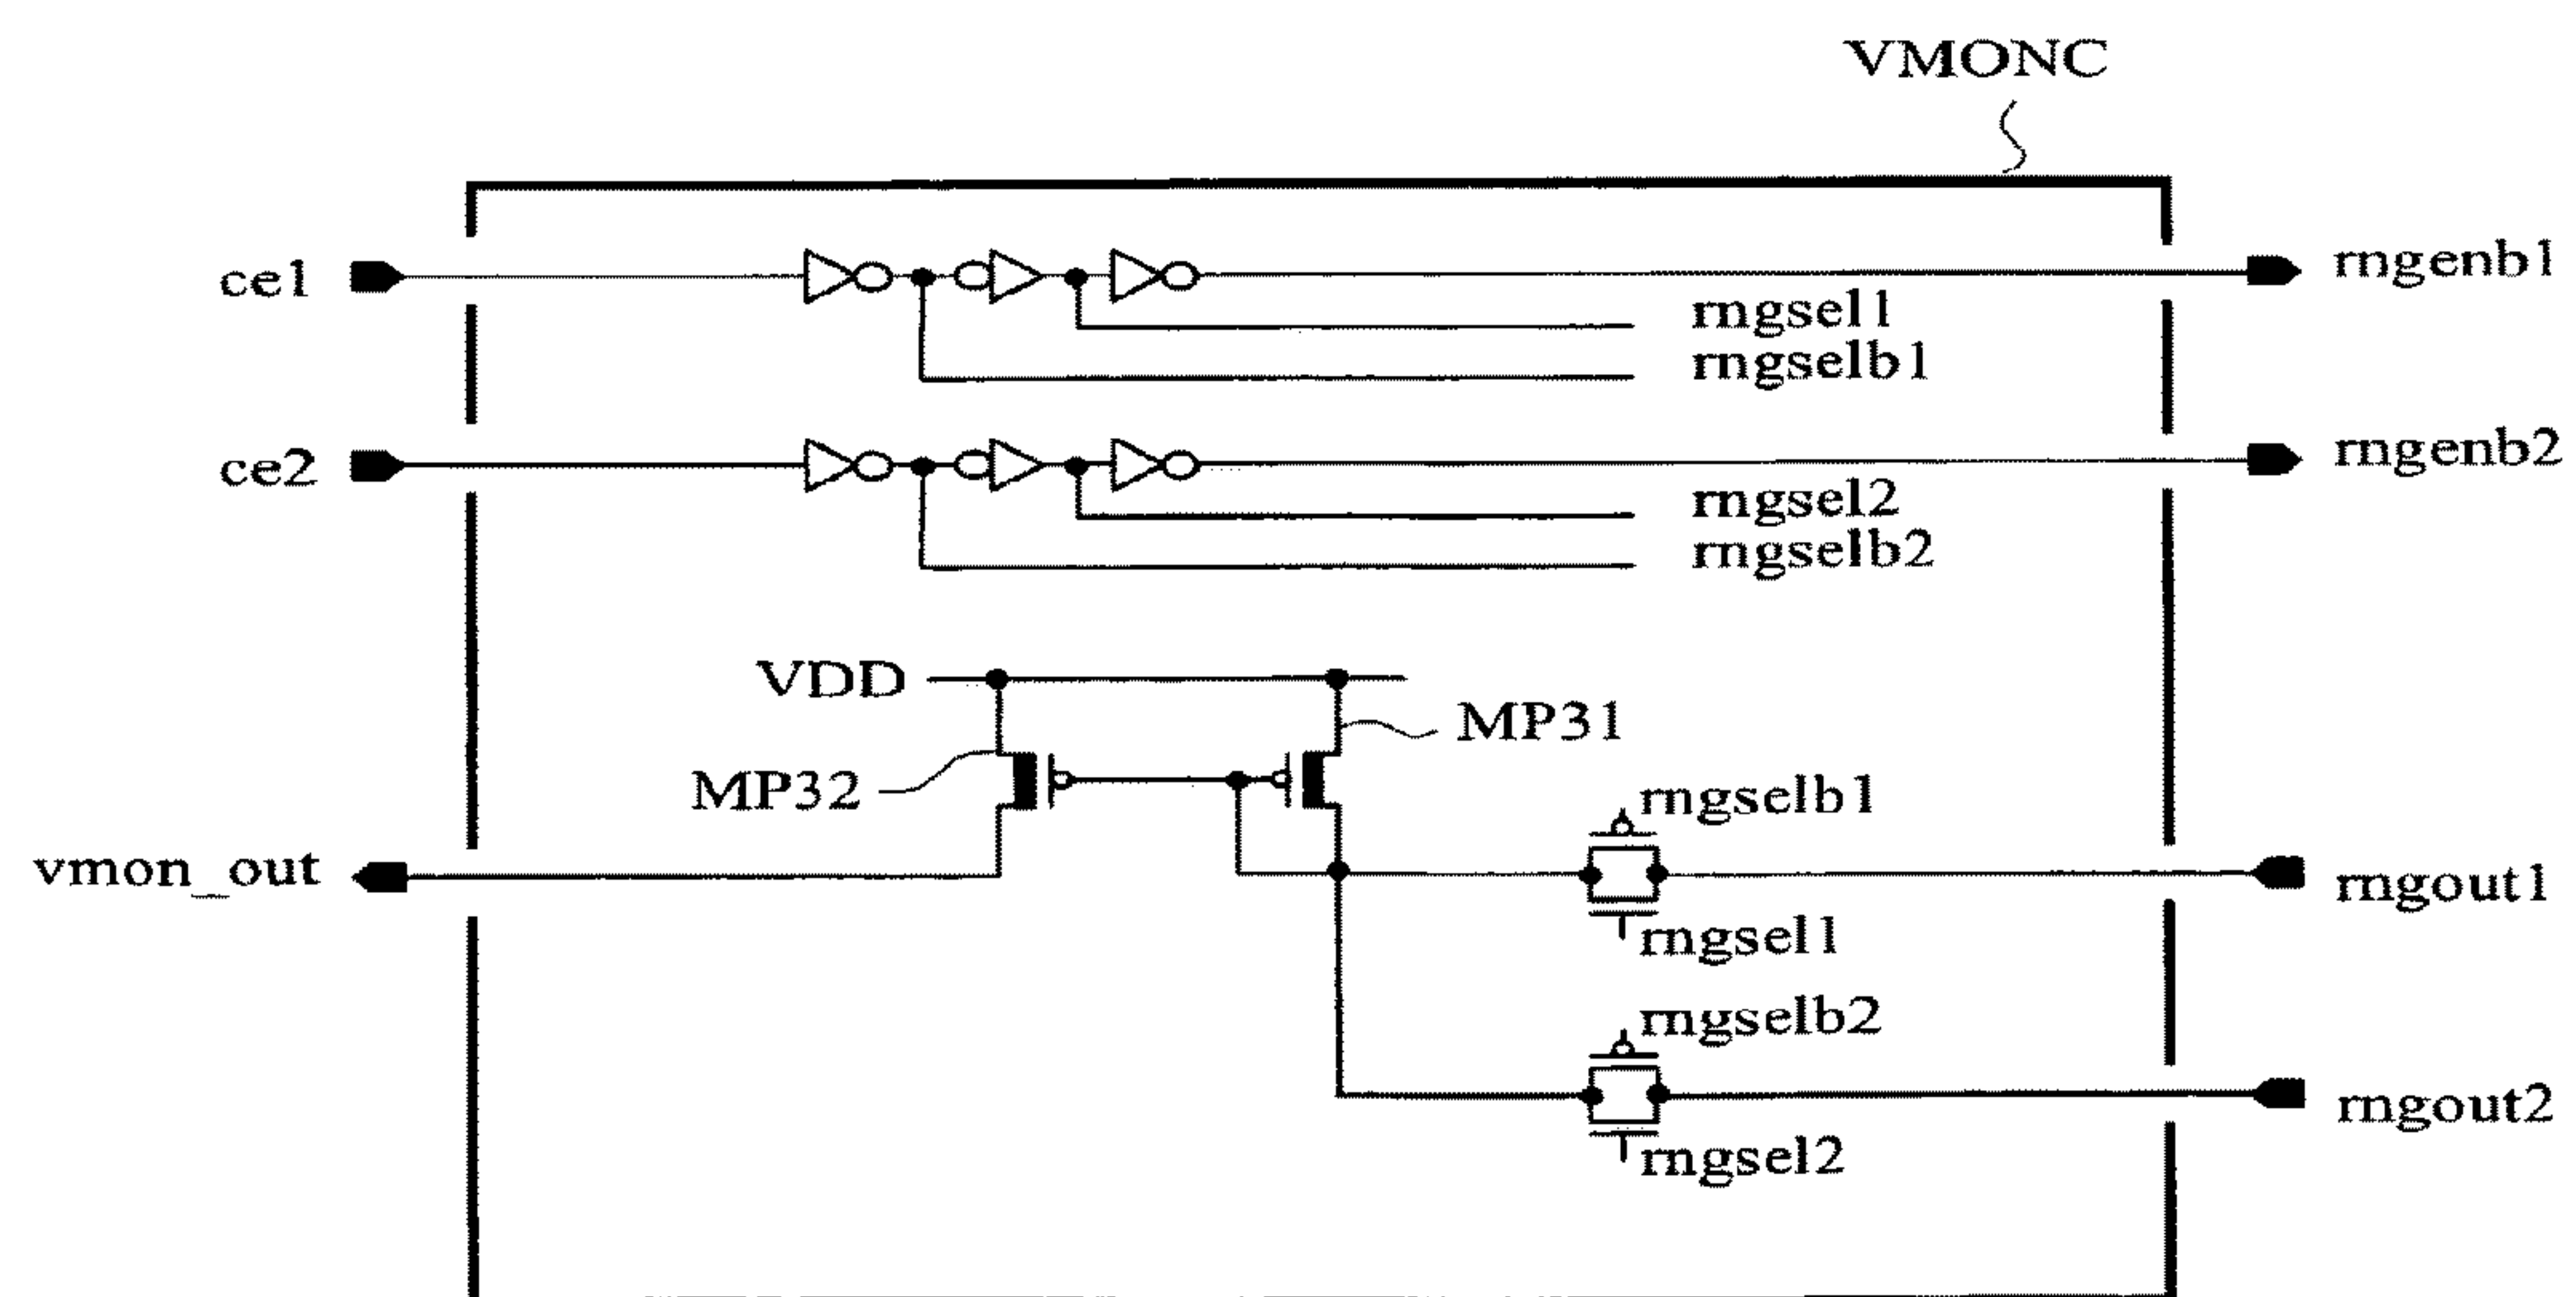 VMONC
ce1
rngenb1
rngsel1
rngselb1
ce2
rngenb2
rngsel2
rngselb2
VDD
MP31
MP32
rngselb1
vmon_out
rngout1
rngsel1
rngselb2
rngout2
rngsel2